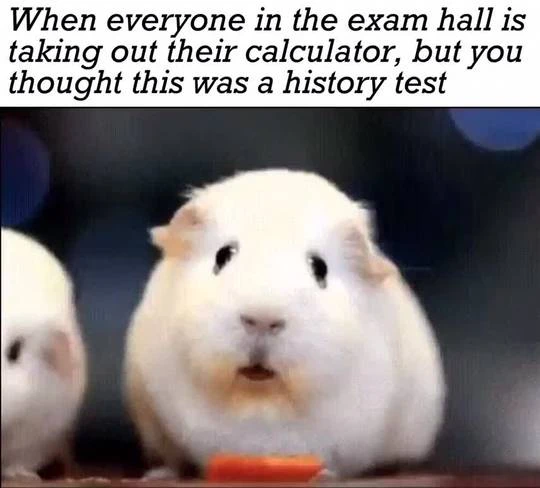 When everyone in the exam hall is
taking out their calculator, but you
thought this was a history test